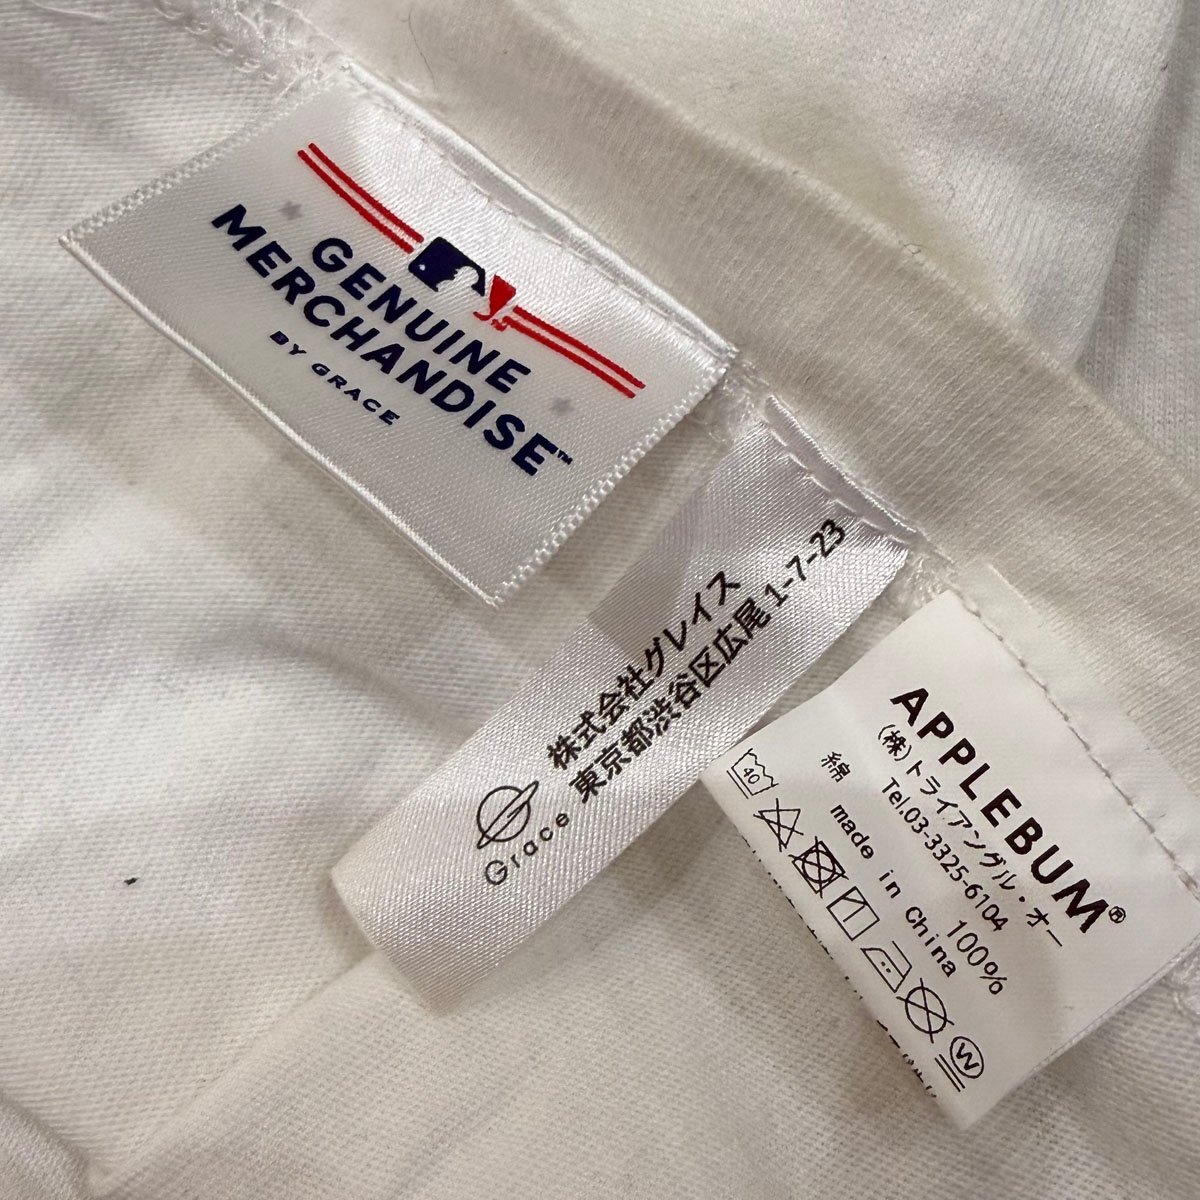 GENUINE
MERCHANDISE™
BY GRACE
株式会社グレイス
東京都渋谷区広尾1-7-23
Grace
APPLEBUM®
(株)トライアングル・オー
Tel.03-3325-6104
綿 100%
made in China
40
W